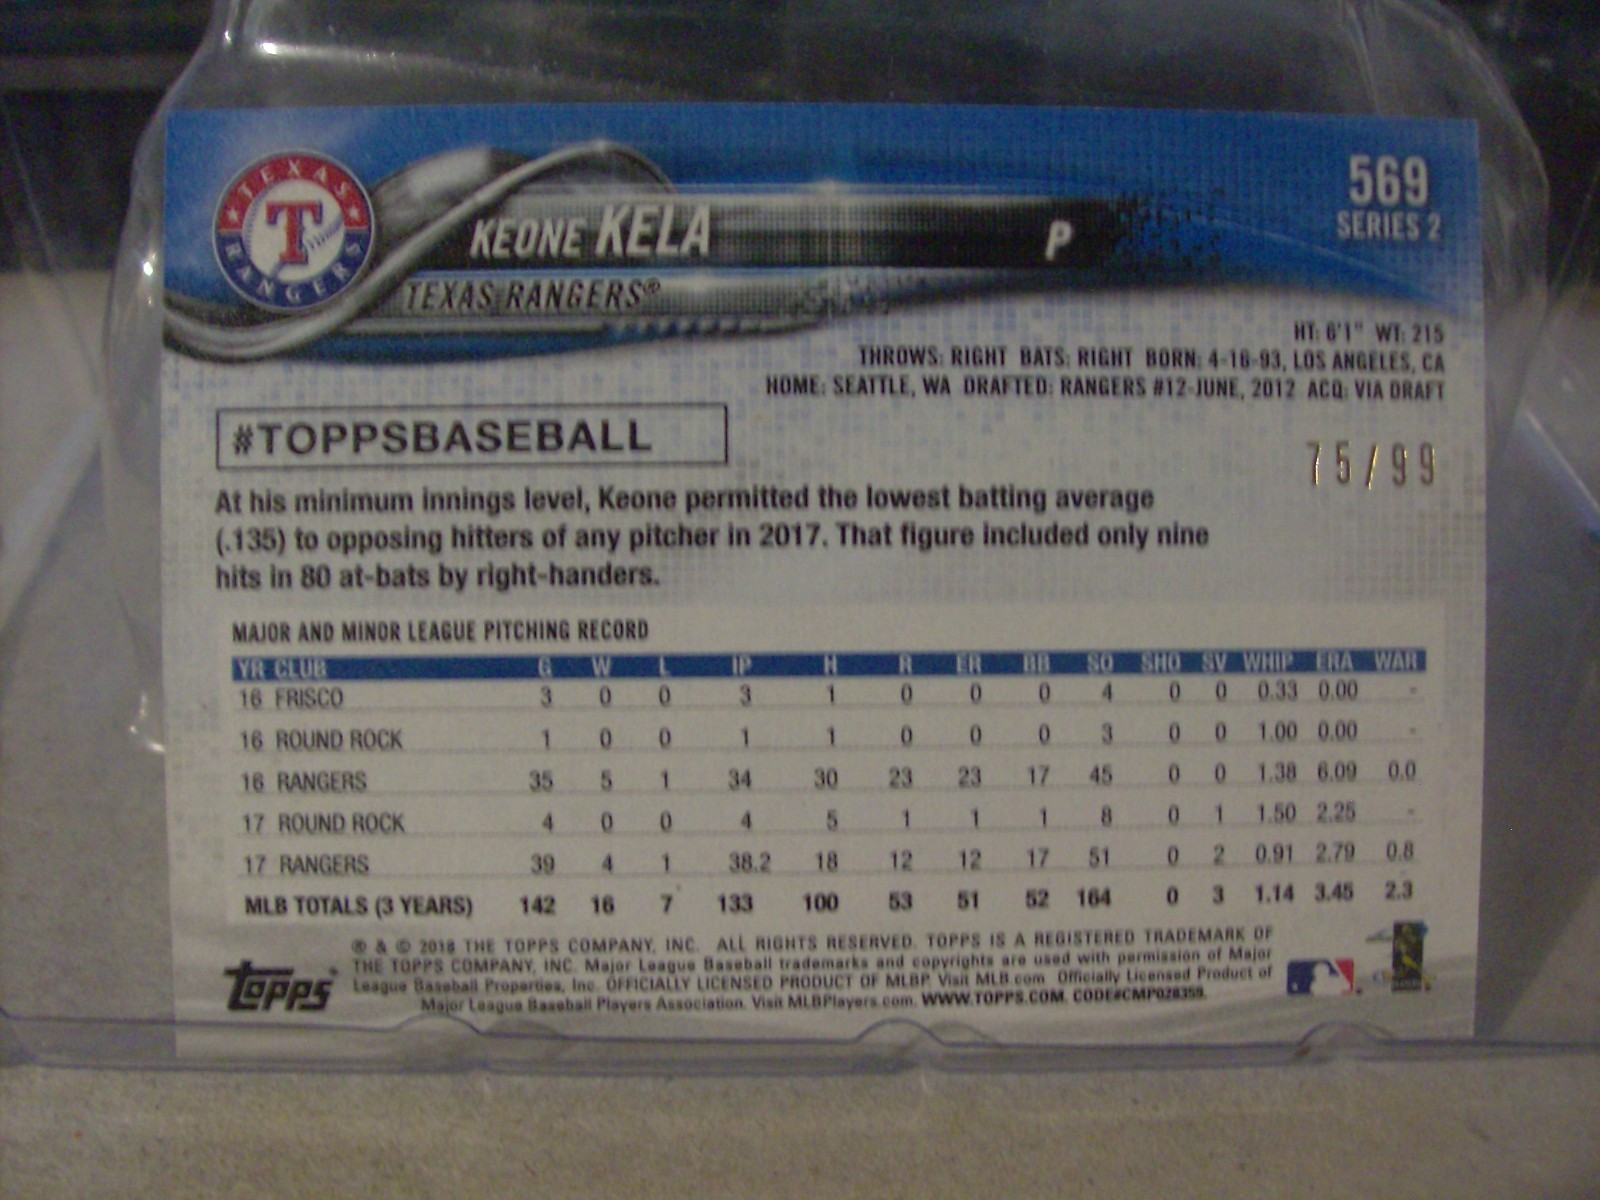 TEXAS
RANGERS
T
KEONE KELA
P
569
SERIES 2
TEXAS RANGERS®
HT: 6'1" WT: 215
THROWS: RIGHT BATS: RIGHT BORN: 4-16-93, LOS ANGELES, CA
HOME: SEATTLE, WA DRAFTED: RANGERS #12-JUNE, 2012 ACQ: VIA DRAFT
#TOPPSBASEBALL
75/99
At his minimum innings level, Keone permitted the lowest batting average
(.135) to opposing hitters of any pitcher in 2017. That figure included only nine
hits in 80 at-bats by right-handers.
MAJOR AND MINOR LEAGUE PITCHING RECORD
YR CLUB G W L IP H R ER BB SO SHO SV WHIP ERA WAR
16 FRISCO 3 0 0 3 1 0 0 0 4 0 0 0.33 0.00 -
16 ROUND ROCK 1 0 0 1 1 0 0 0 3 0 0 1.00 0.00 -
16 RANGERS 35 5 1 34 30 23 23 17 45 0 0 1.38 6.09 0.0
17 ROUND ROCK 4 0 0 4 5 1 1 1 8 0 1 1.50 2.25 -
17 RANGERS 39 4 1 38.2 18 12 12 17 51 0 2 0.91 2.79 0.8
MLB TOTALS (3 YEARS) 142 16 7 133 100 53 51 52 164 0 3 1.14 3.45 2.3
® & © 2018 THE TOPPS COMPANY, INC. ALL RIGHTS RESERVED. TOPPS IS A REGISTERED TRADEMARK OF
THE TOPPS COMPANY, INC. Major League Baseball trademarks and copyrights are used with permission of Major
League Baseball Properties, Inc. OFFICIALLY LICENSED PRODUCT OF MLBP. Visit MLB.com Officially Licensed Product of
Major League Baseball Players Association. Visit MLBPlayers.com. WWW.TOPPS.COM. CODE#CMP028359.
topps